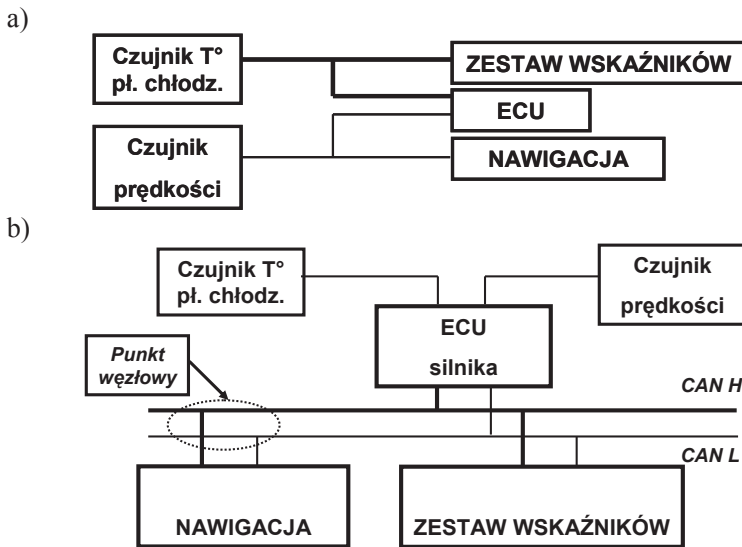 a)
Czujnik T°
pł. chłodz.
ZESTAW WSKAŹNIKÓW
ECU
Czujnik
prędkości
NAWIGACJA
b)
Czujnik T°
pł. chłodz.
Czujnik
prędkości
ECU
silnika
Punkt
węzłowy
CAN H
CAN L
NAWIGACJA
ZESTAW WSKAŹNIKÓW